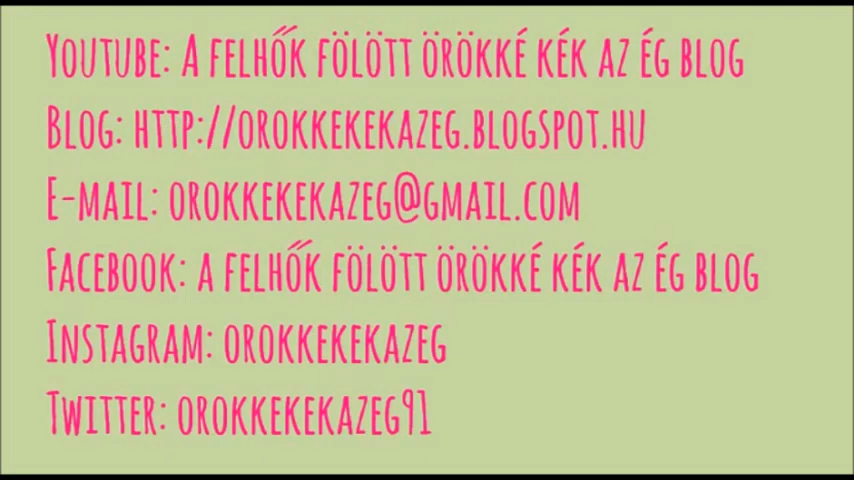 Youtube: A felhők fölött örökké kék az ég blog
Blog: http://orokkekekazeg.blogspot.hu
E-mail: orokkekekazeg@gmail.com
Facebook: a felhők fölött örökké kék az ég blog
Instagram: orokkekekazeg
Twitter: orokkekekazeg91